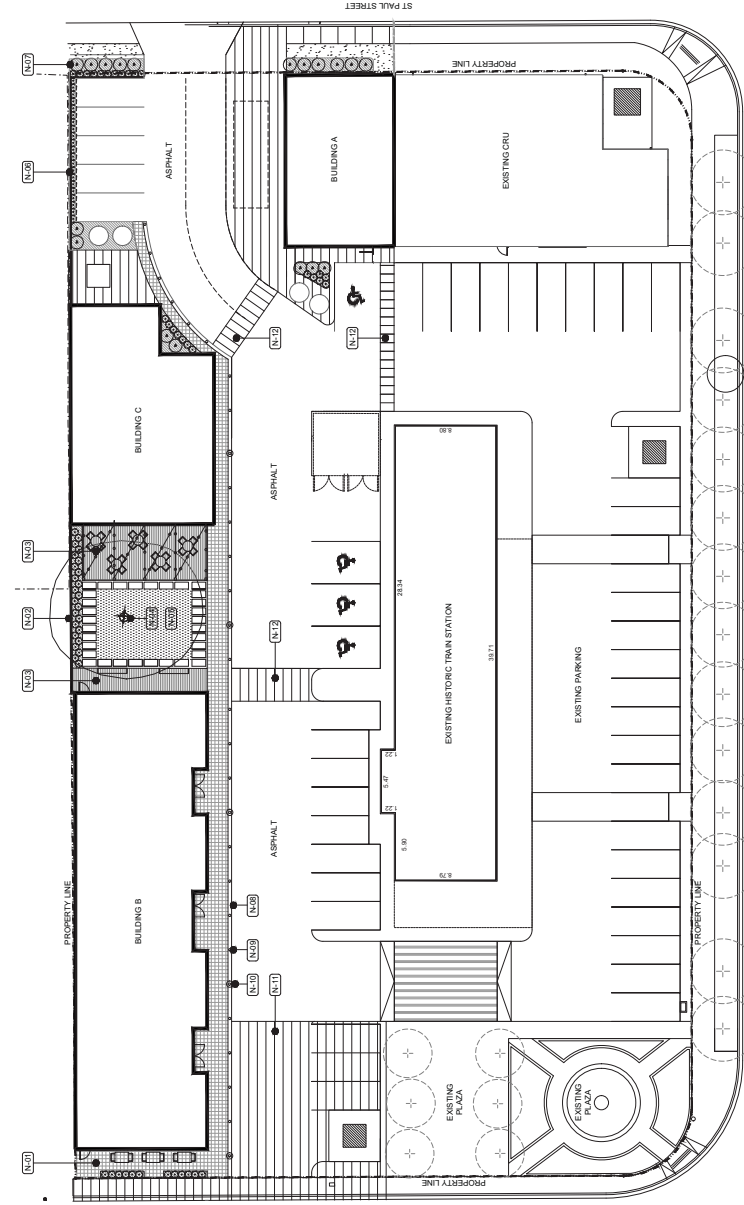 ST PAUL STREET
N-07
PROPERTY LINE
N-06
ASPHALT
BUILDING A
EXISTING CRU
N-12
N-12
BUILDING C
8.80
ASPHALT
N-03
N-02
N-04
N-05
N-03
N-12
28.34
EXISTING HISTORIC TRAIN STATION
39.71
EXISTING PARKING
1.22
5.47
1.22
5.90
ASPHALT
8.79
PROPERTY LINE
BUILDING B
N-08
N-09
N-10
N-11
PROPERTY LINE
EXISTING
PLAZA
EXISTING
PLAZA
N-01
PROPERTY LINE